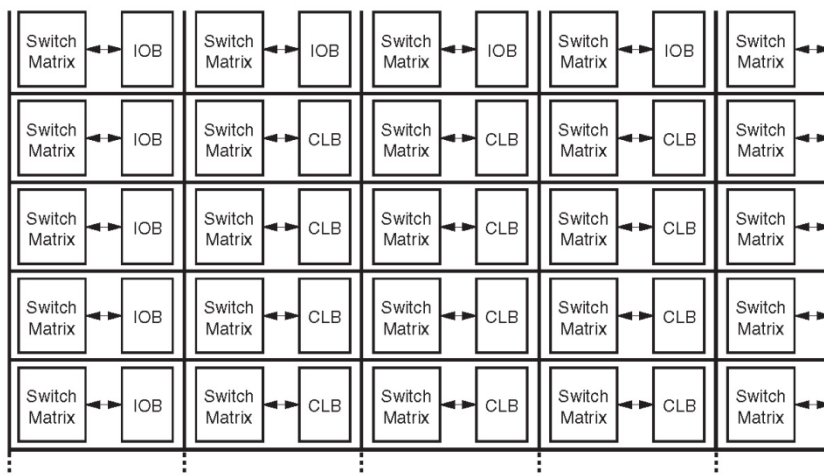 Switch
Matrix
IOB
Switch
Matrix
IOB
Switch
Matrix
IOB
Switch
Matrix
IOB
Switch
Matrix
Switch
Matrix
IOB
Switch
Matrix
CLB
Switch
Matrix
CLB
Switch
Matrix
CLB
Switch
Matrix
Switch
Matrix
IOB
Switch
Matrix
CLB
Switch
Matrix
CLB
Switch
Matrix
CLB
Switch
Matrix
Switch
Matrix
IOB
Switch
Matrix
CLB
Switch
Matrix
CLB
Switch
Matrix
CLB
Switch
Matrix
Switch
Matrix
IOB
Switch
Matrix
CLB
Switch
Matrix
CLB
Switch
Matrix
CLB
Switch
Matrix